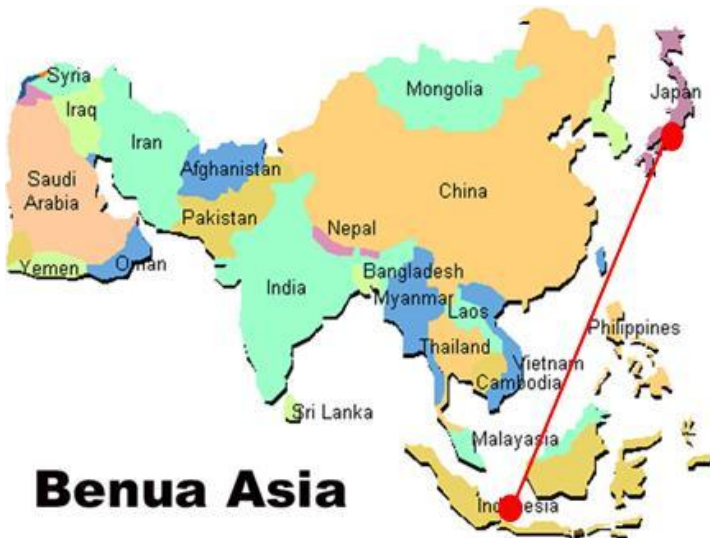 Syria
Mongolia
Japan
Iraq
Iran
Afghanistan
Saudi
Arabia
China
Pakistan
Nepal
Yemen
Oman
Bangladesh
India
Myanmar
Laos
Philippines
Thailand
Vietnam
Cambodia
Sri Lanka
Malayasia
Benua Asia
Indonesia